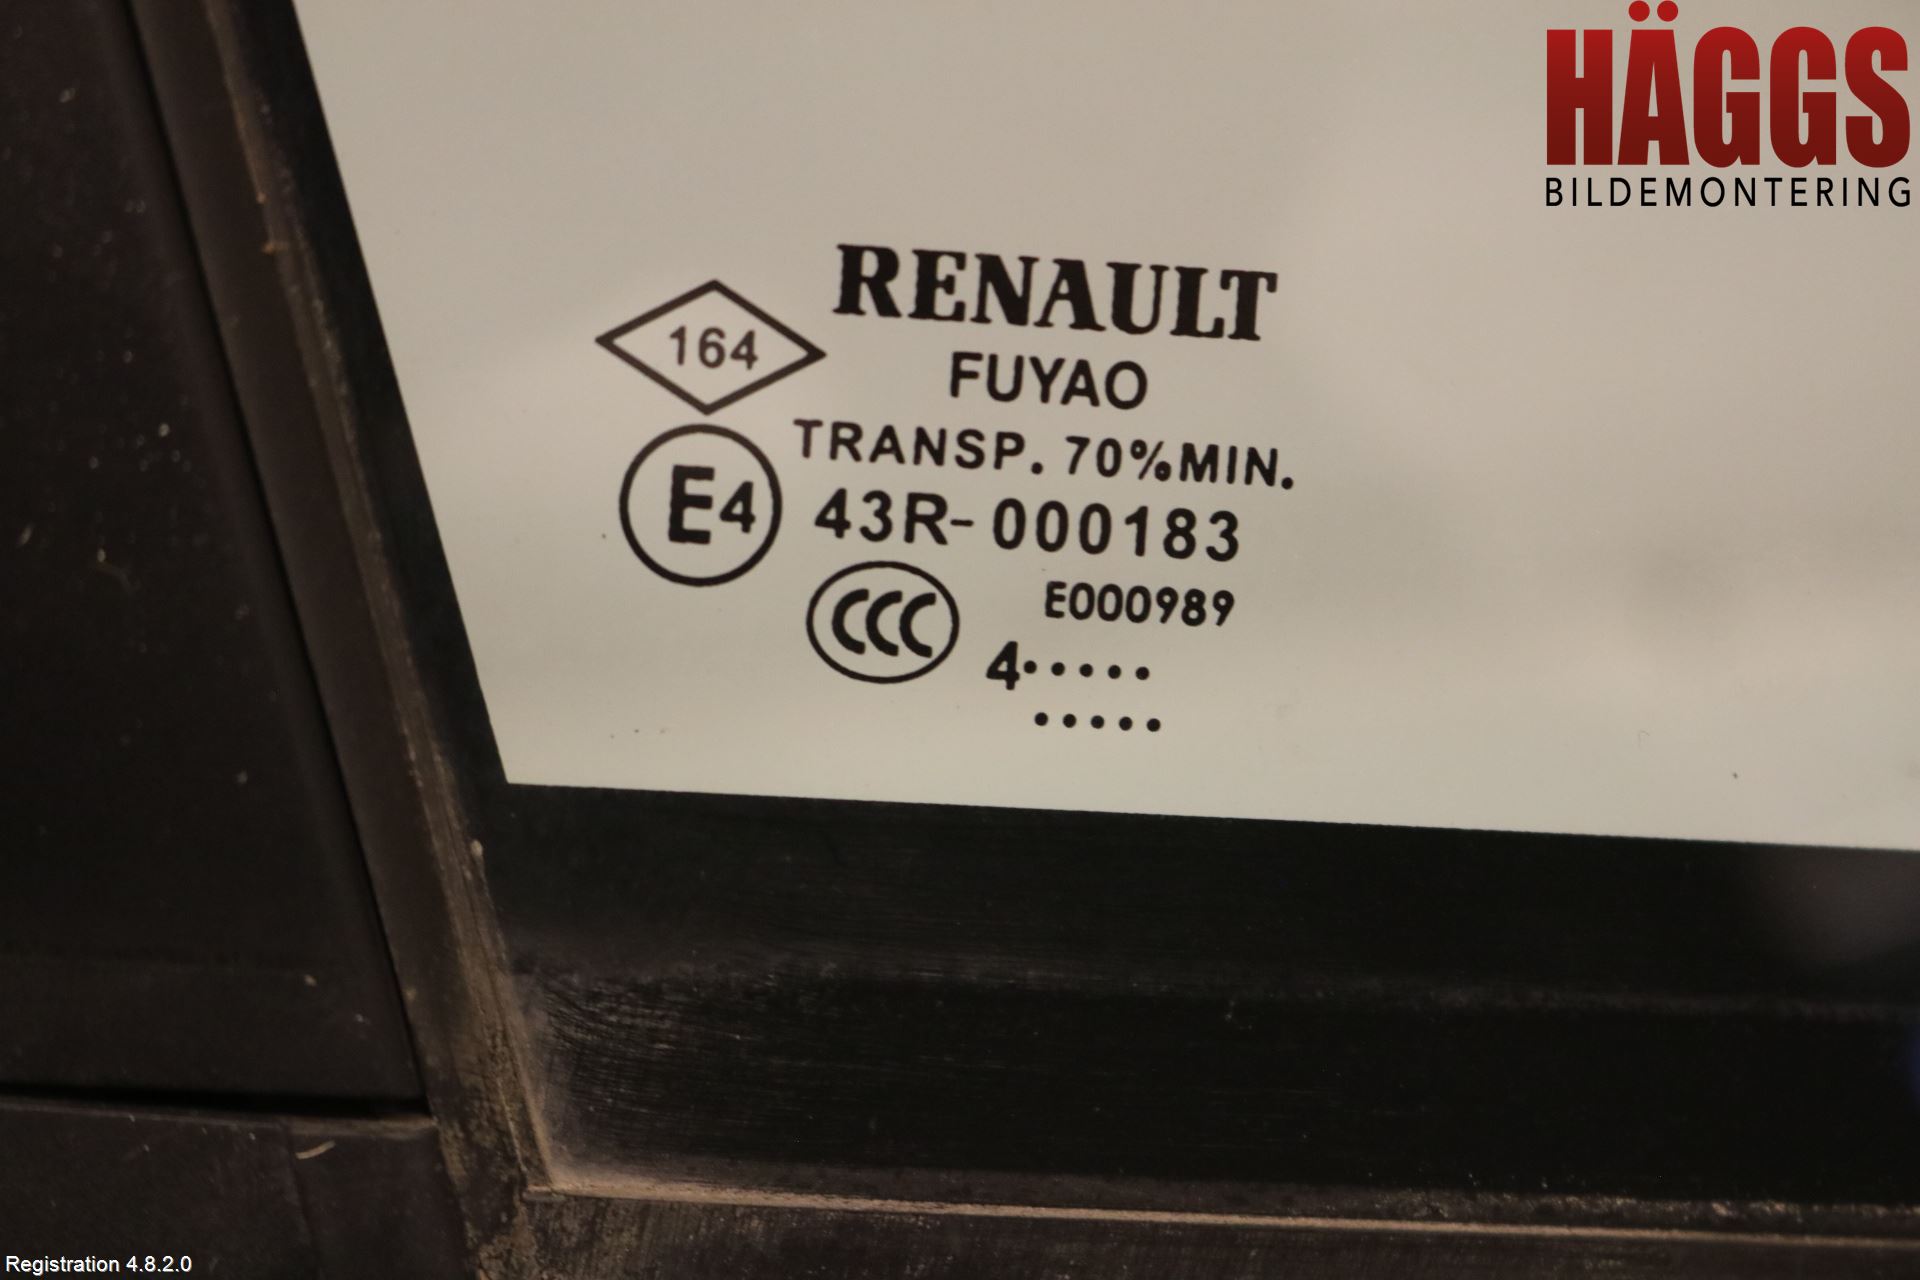 HÄGGS
BILDEMONTERING
RENAULT
164
FUYAO
TRANSP. 70%MIN.
E4 43R-000183
CCC E000989
4·····
·····
Registration 4.8.2.0